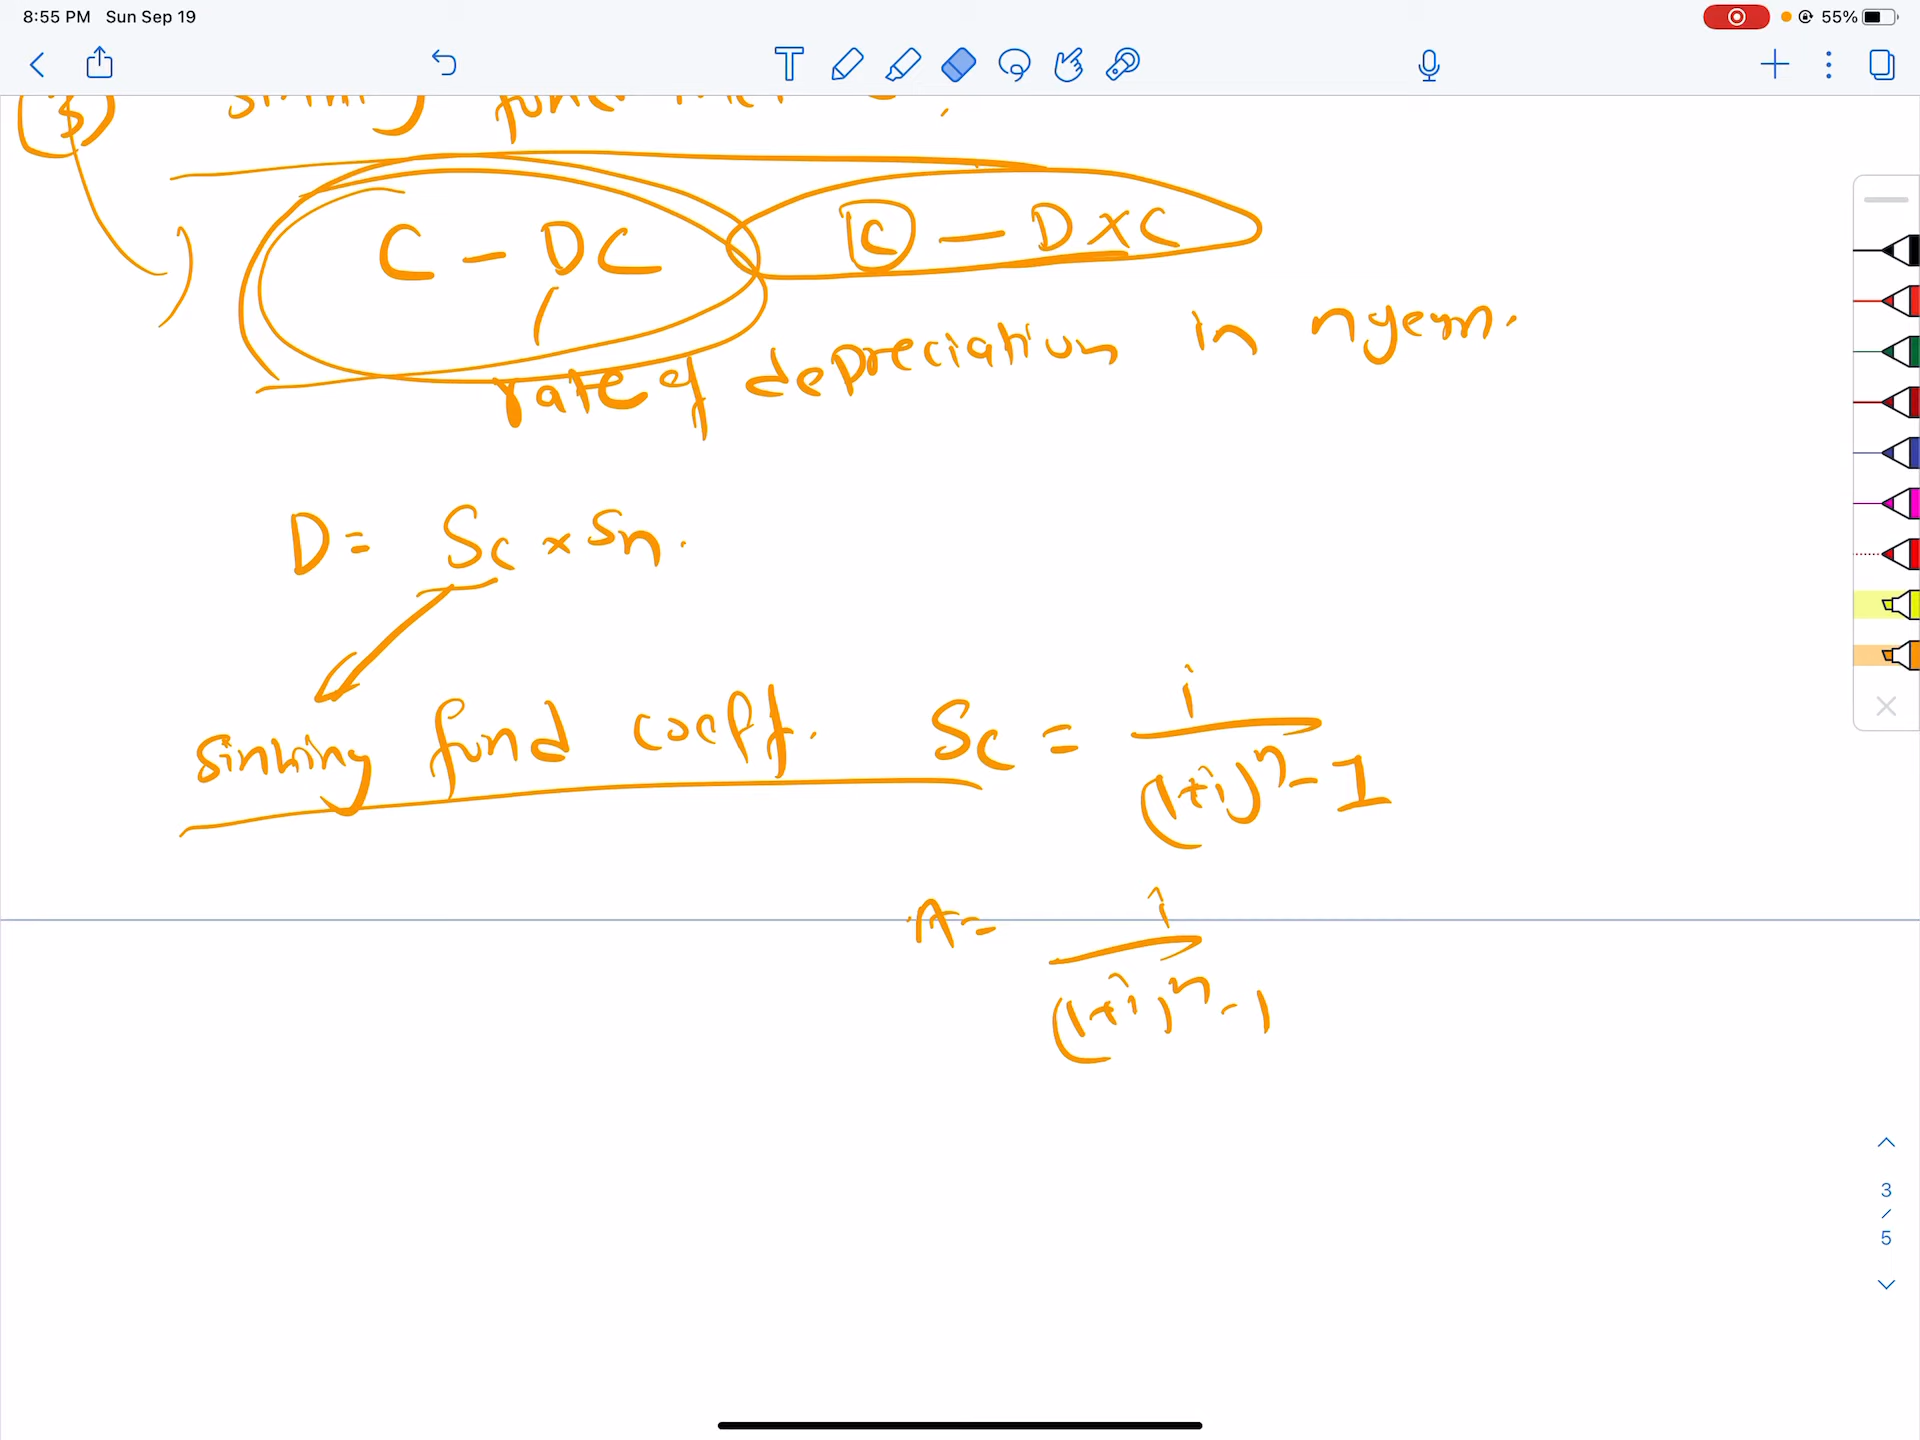 8:55 PM Sun Sep 19
55%
T
$
C - DC
C - D x C
rate of depreciation in nyem.
D = Sc x Sn.
sinking fund coeff. Sc = i / (1+i)^n - 1
A = i / (1+i)^n - 1
3
/
5